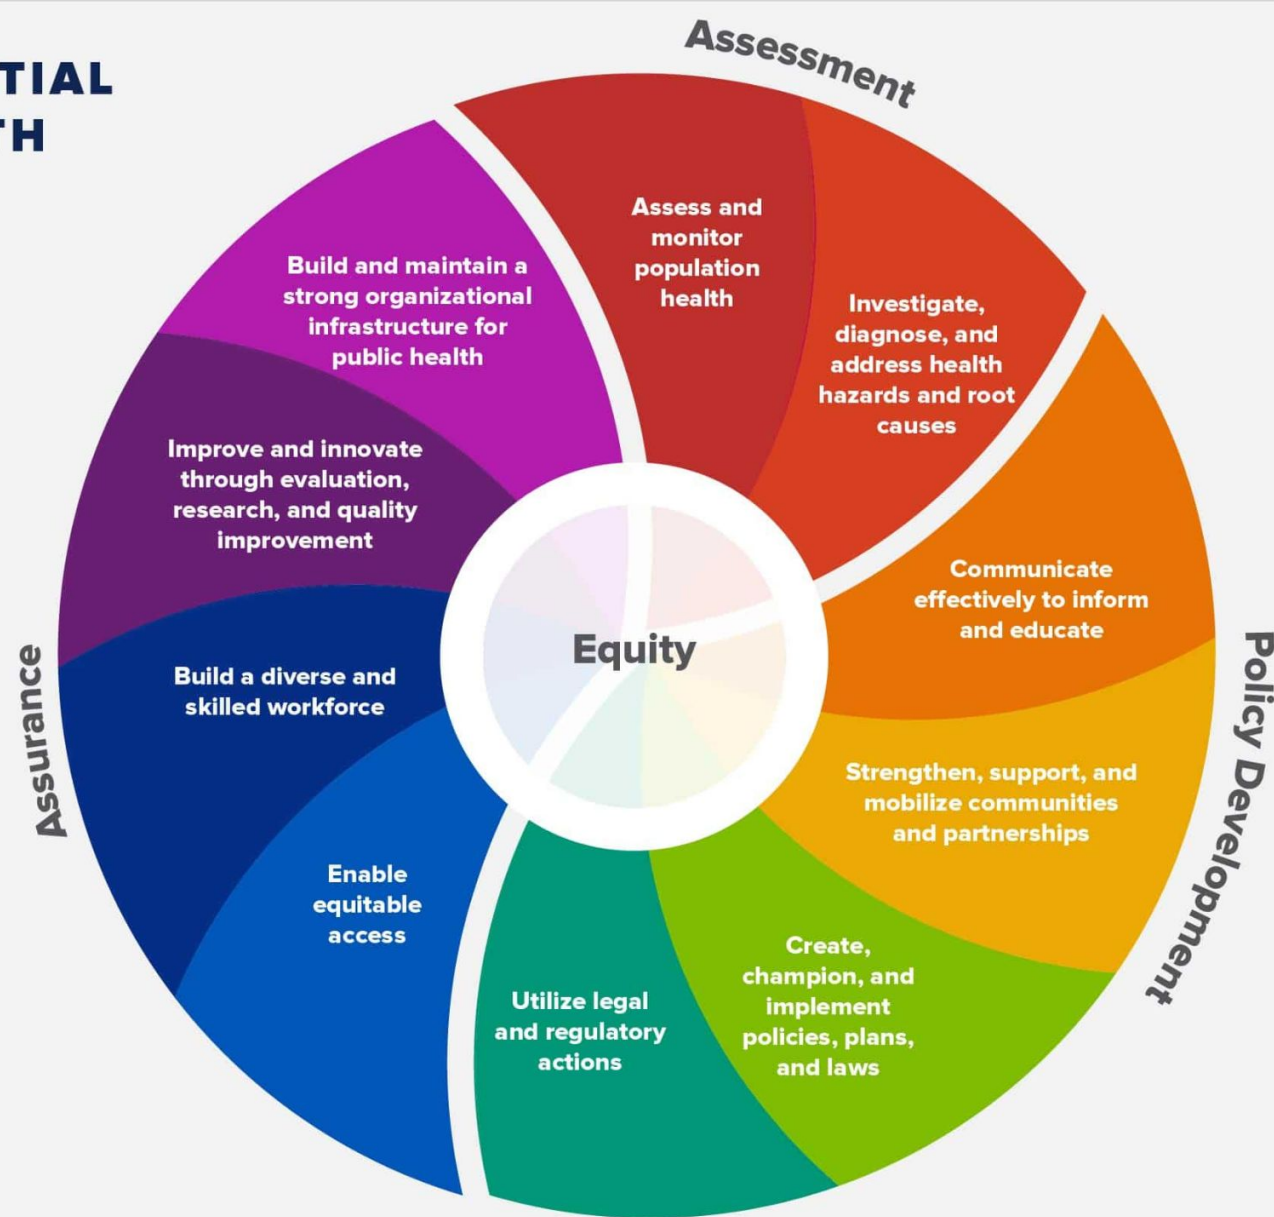 TIAL
TH
Assessment
Assess and
monitor
population
health
Investigate,
diagnose, and
address health
hazards and root
causes
Communicate
effectively to inform
and educate
Strengthen, support, and
mobilize communities
and partnerships
Policy Development
Create,
champion, and
implement
policies, plans,
and laws
Utilize legal
and regulatory
actions
Enable
equitable
access
Build a diverse and
skilled workforce
Assurance
Improve and innovate
through evaluation,
research, and quality
improvement
Build and maintain a
strong organizational
infrastructure for
public health
Equity